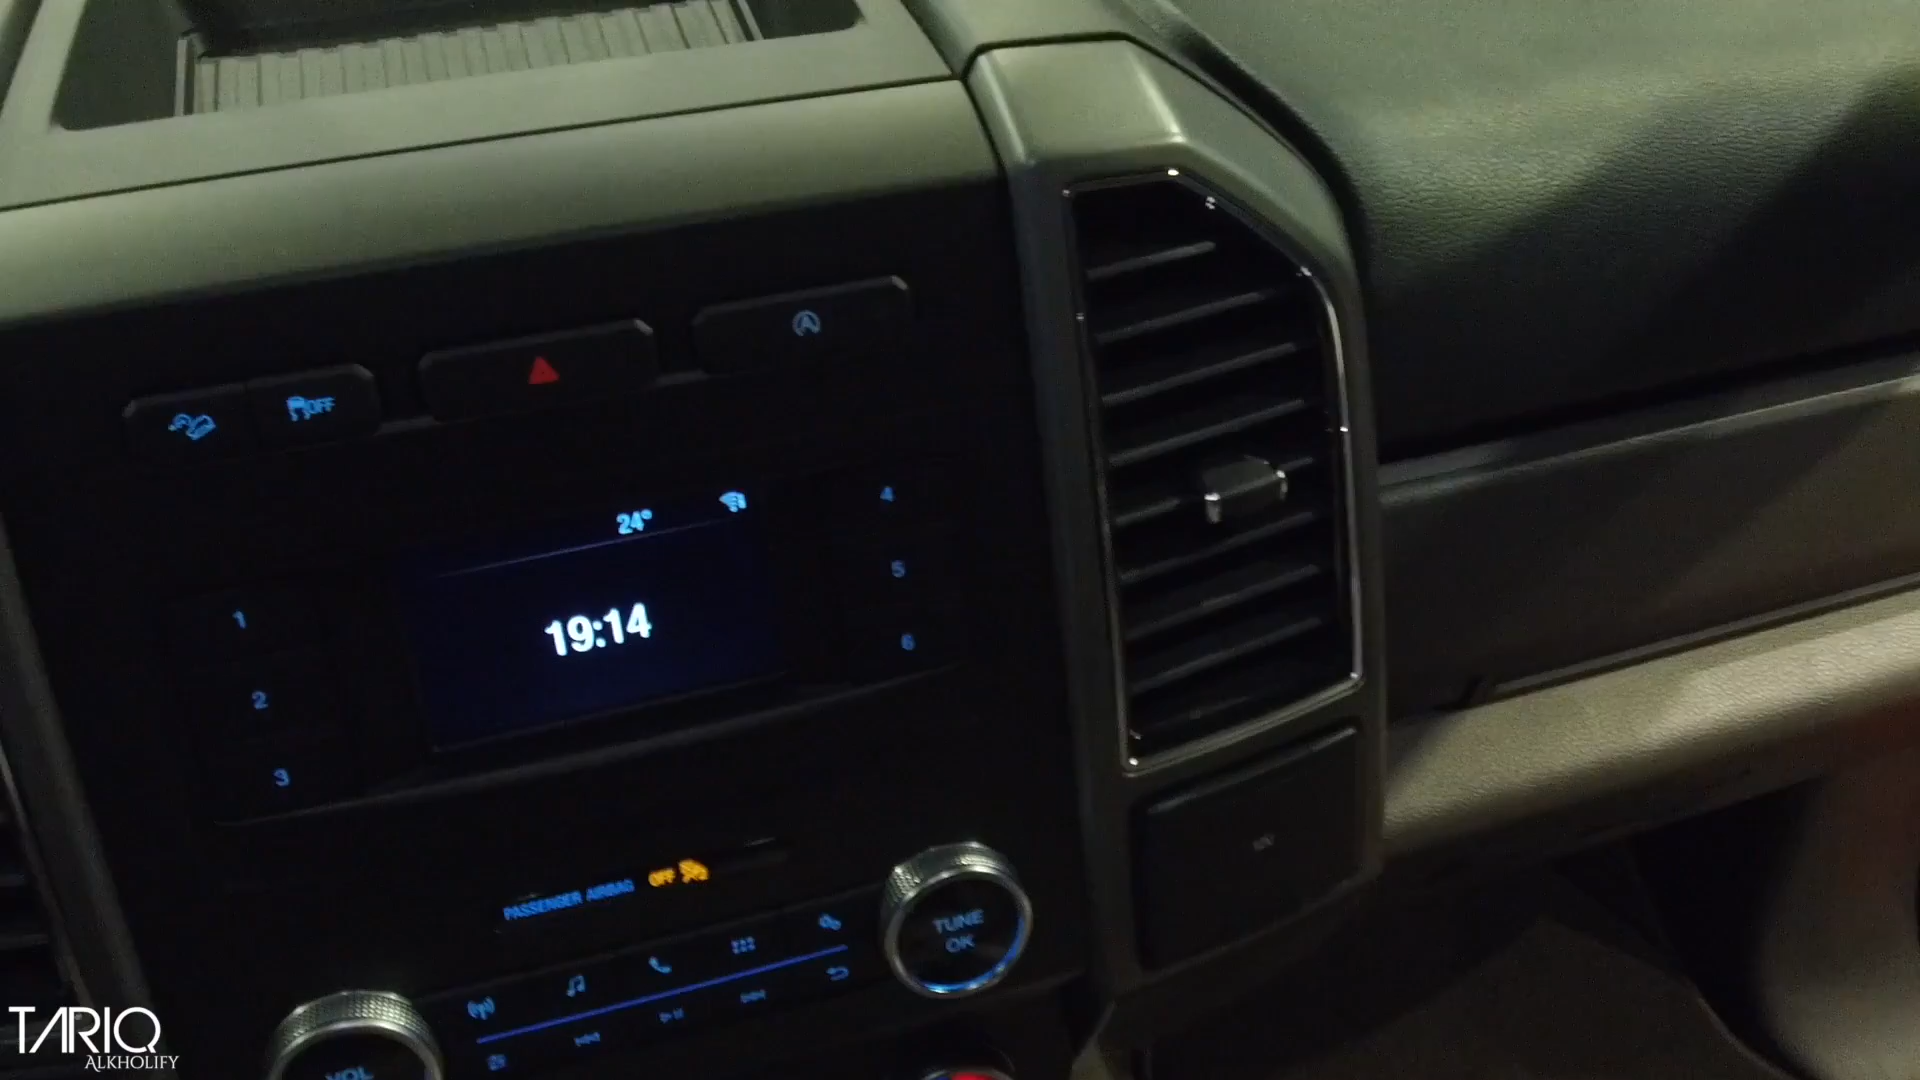 OFF
24°
19:14
1
2
3
4
5
6
PASSENGER AIRBAG OFF
TUNE
OK
VOL
TARIQ
ALKHOLIFY